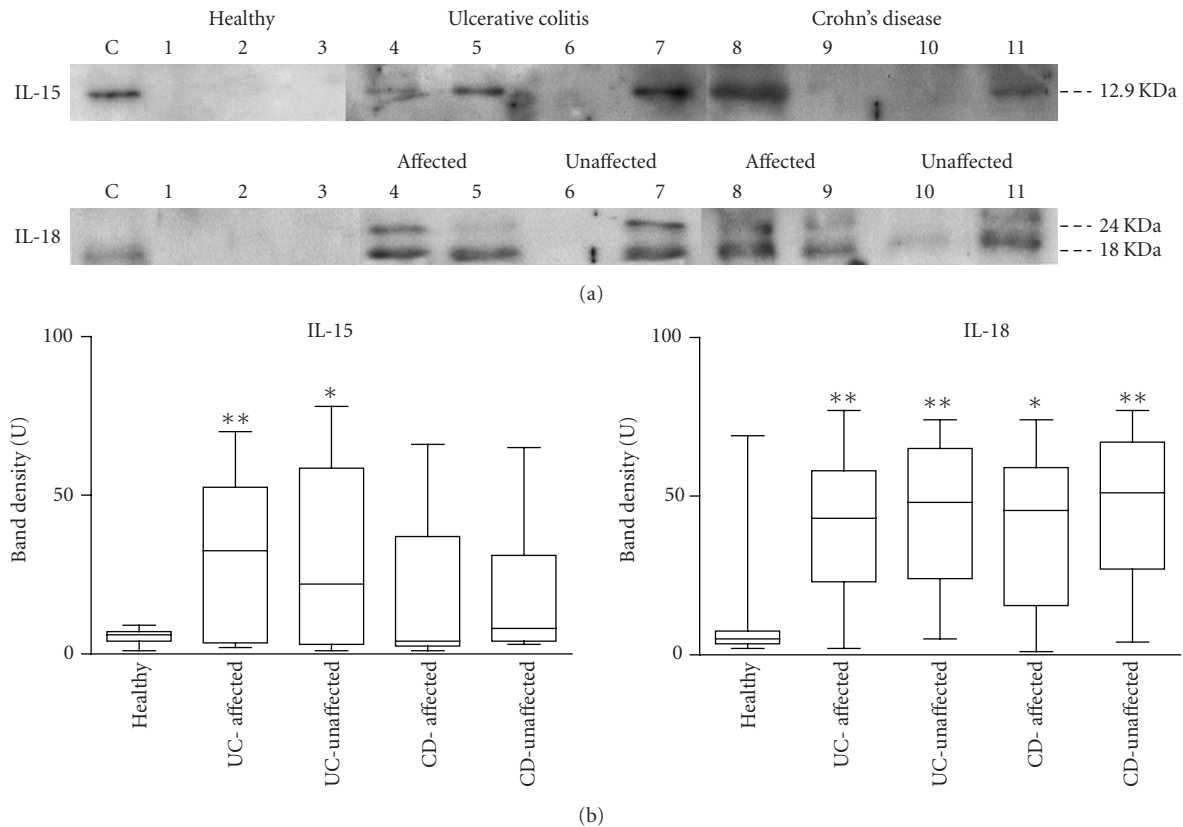 Healthy Ulcerative colitis Crohn's disease
C 1 2 3 4 5 6 7 8 9 10 11
IL-15 12.9 KDa
Affected Unaffected Affected Unaffected
C 1 2 3 4 5 6 7 8 9 10 11
IL-18 24 KDa
18 KDa
(a)
IL-15
100
50
0
Band density (U)
** *
Healthy
UC- affected
UC-unaffected
CD- affected
CD-unaffected
IL-18
100
50
0
Band density (U)
** ** * **
Healthy
UC- affected
UC-unaffected
CD- affected
CD-unaffected
(b)